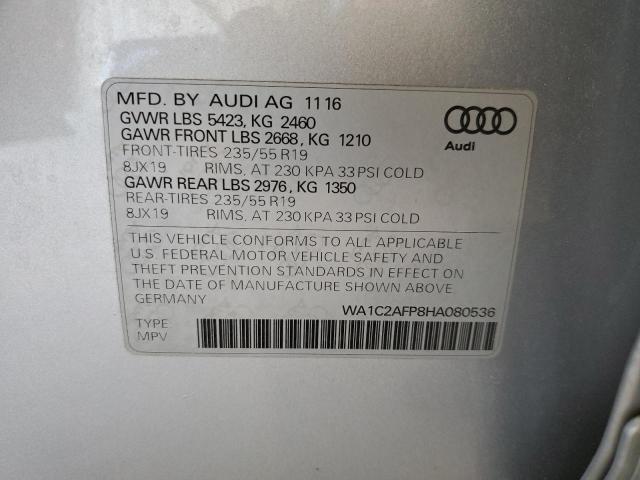 MFD. BY AUDI AG 11 16
GVWR LBS 5423, KG 2460
GAWR FRONT LBS 2668, KG 1210
FRONT-TIRES 235/55 R19
8JX19 RIMS, AT 230 KPA 33 PSI COLD
GAWR REAR LBS 2976, KG 1350
REAR-TIRES 235/55 R19
8JX19 RIMS, AT 230 KPA 33 PSI COLD
Audi
THIS VEHICLE CONFORMS TO ALL APPLICABLE
U.S. FEDERAL MOTOR VEHICLE SAFETY AND
THEFT PREVENTION STANDARDS IN EFFECT ON
THE DATE OF MANUFACTURE SHOWN ABOVE.
GERMANY
WA1C2AFP8HA080536
TYPE:
MPV